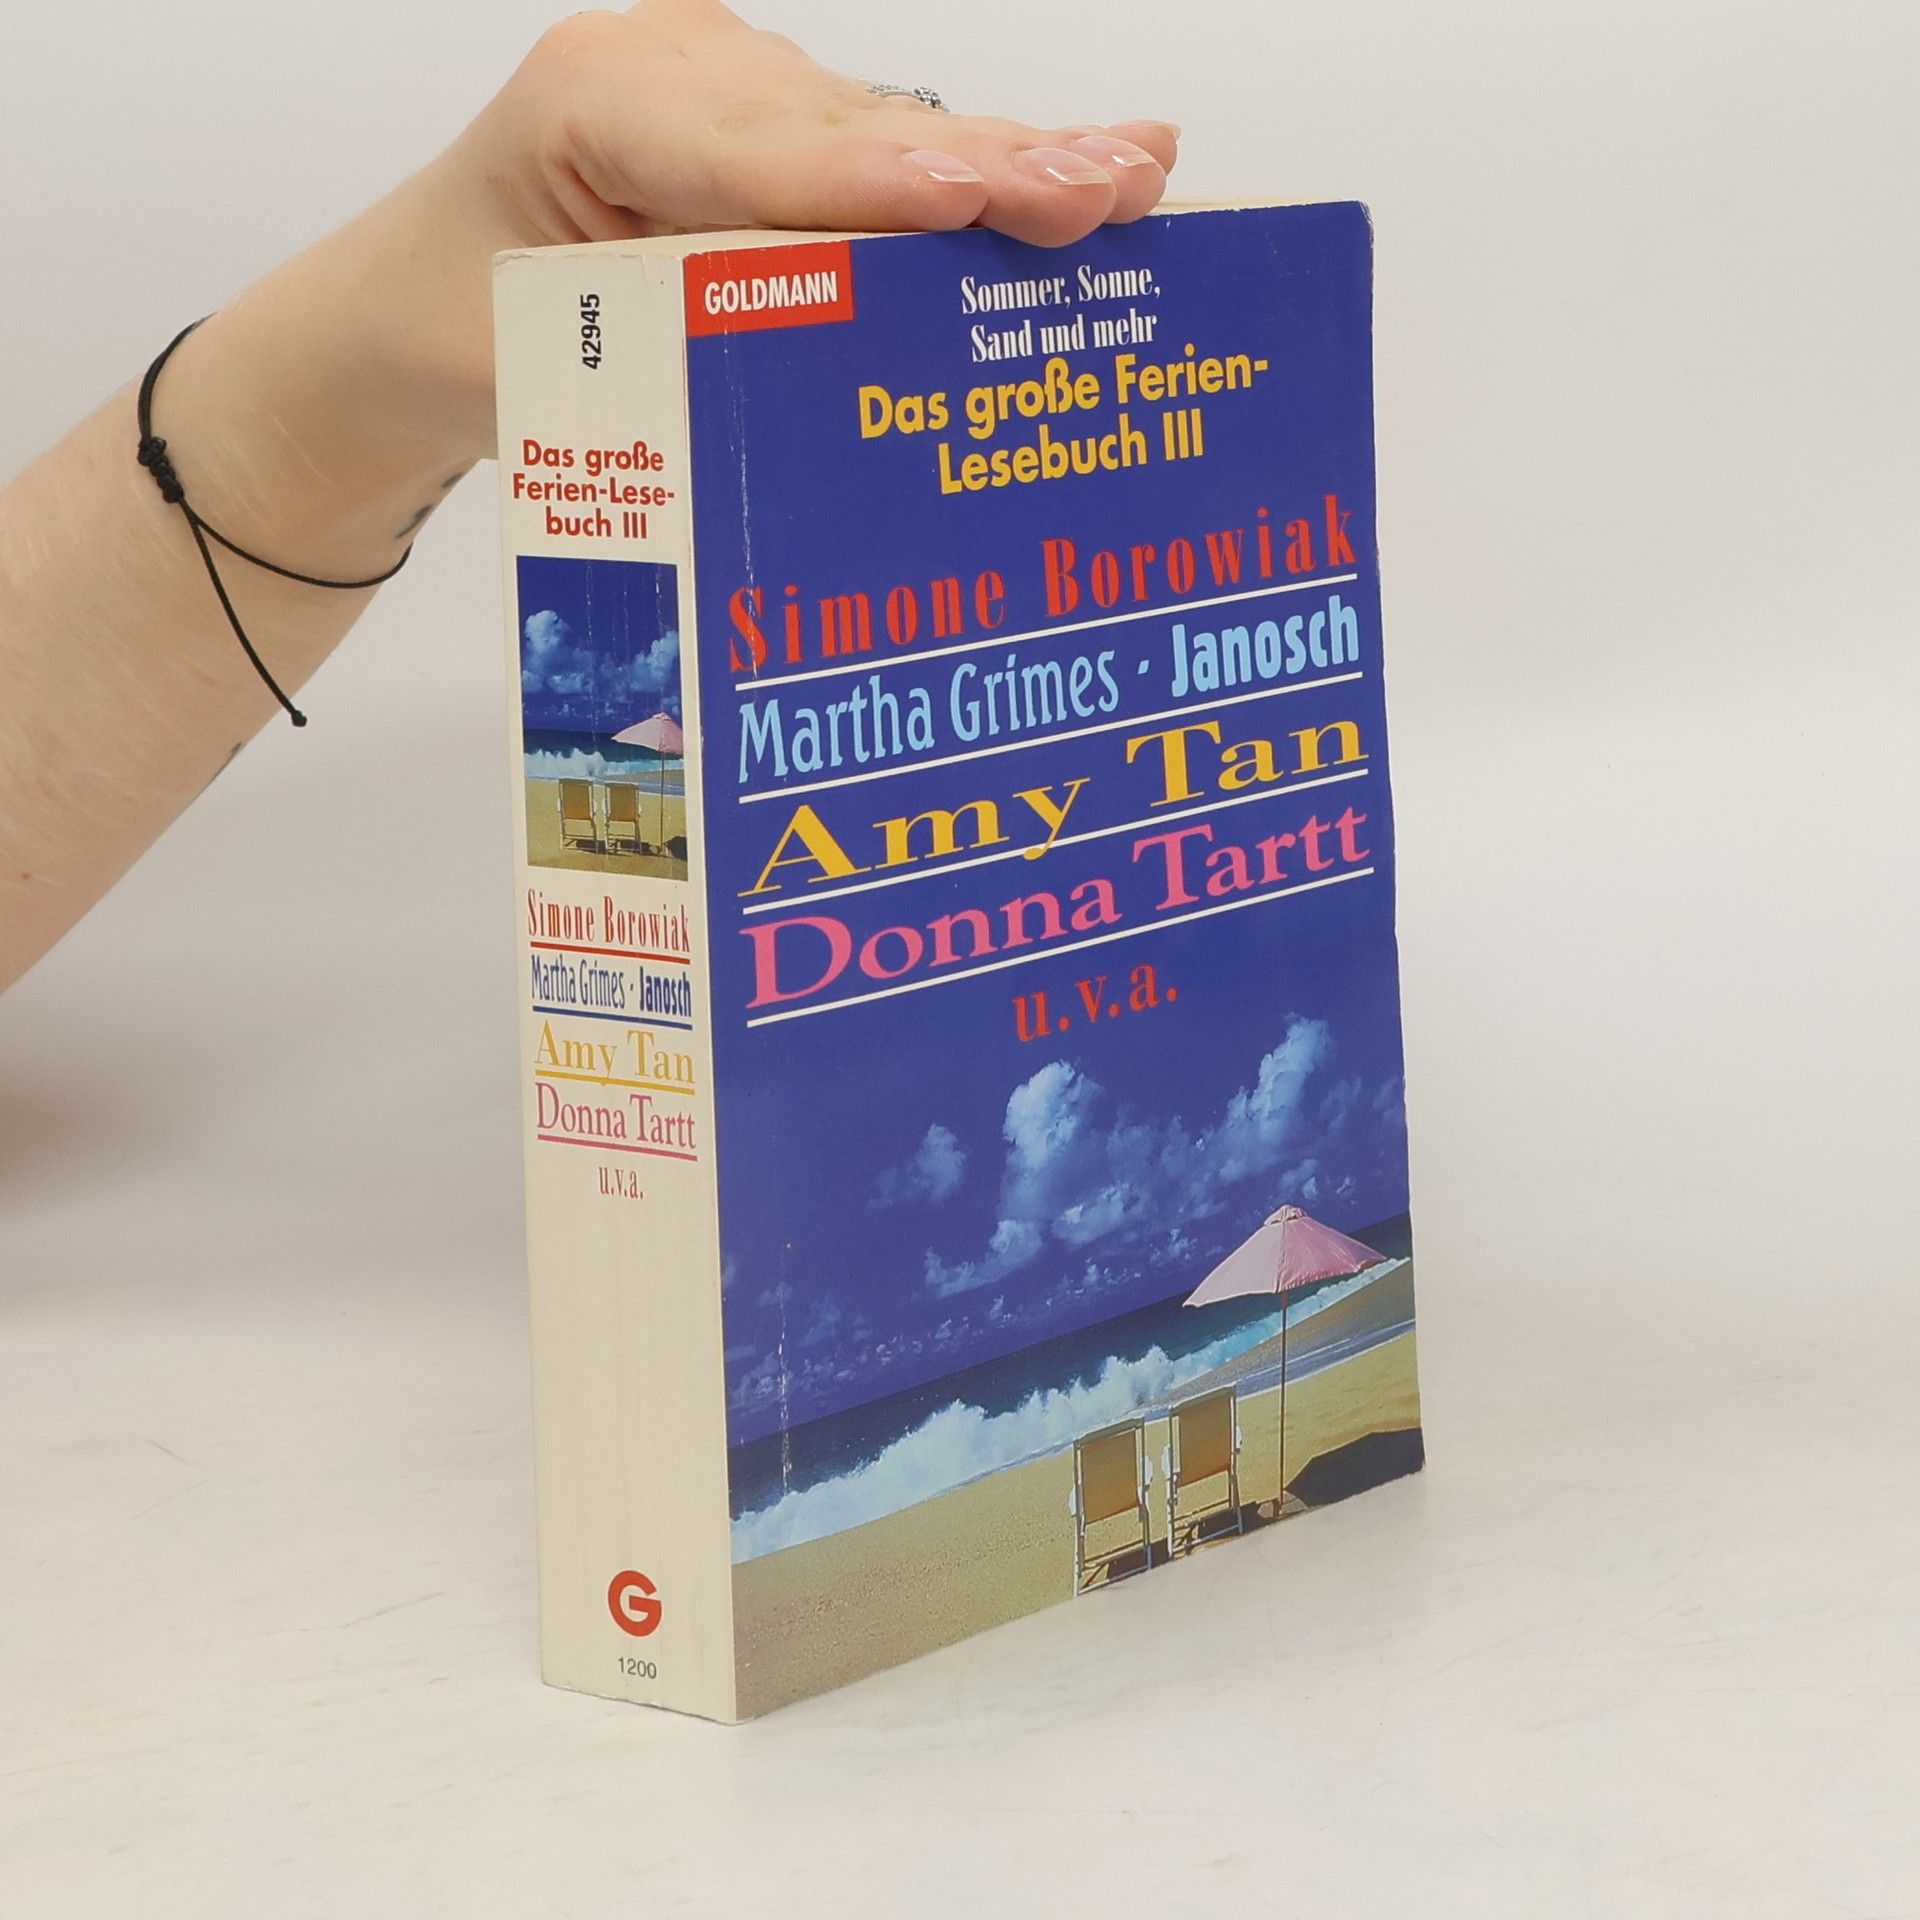 42945
Das große
Ferien-Lese-
buch III
Simone Borowiak
Martha Grimes · Janosch
Amy Tan
Donna Tartt
u.v.a.
G
1200
GOLDMANN
Sommer, Sonne,
Sand und mehr
Das große Ferien-
Lesebuch III
Simone Borowiak
Martha Grimes · Janosch
Amy Tan
Donna Tartt
u.v.a.